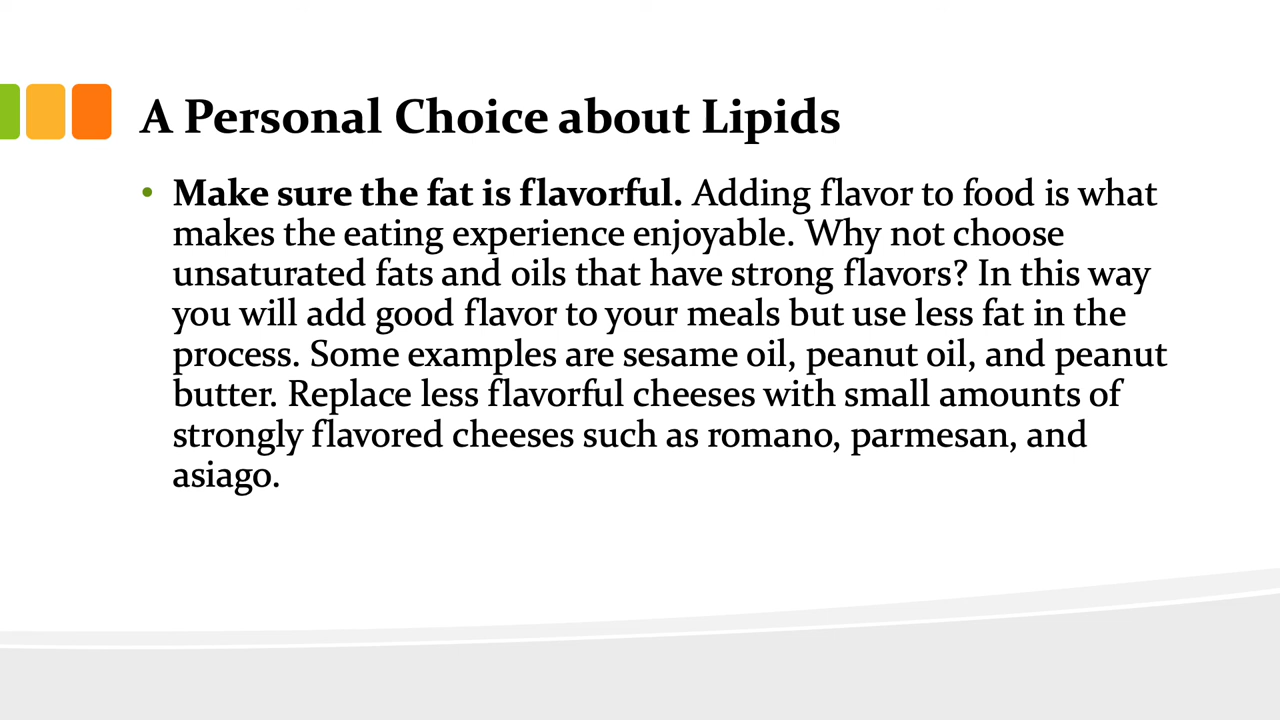 A Personal Choice about Lipids
• Make sure the fat is flavorful. Adding flavor to food is what
makes the eating experience enjoyable. Why not choose
unsaturated fats and oils that have strong flavors? In this way
you will add good flavor to your meals but use less fat in the
process. Some examples are sesame oil, peanut oil, and peanut
butter. Replace less flavorful cheeses with small amounts of
strongly flavored cheeses such as romano, parmesan, and
asiago.